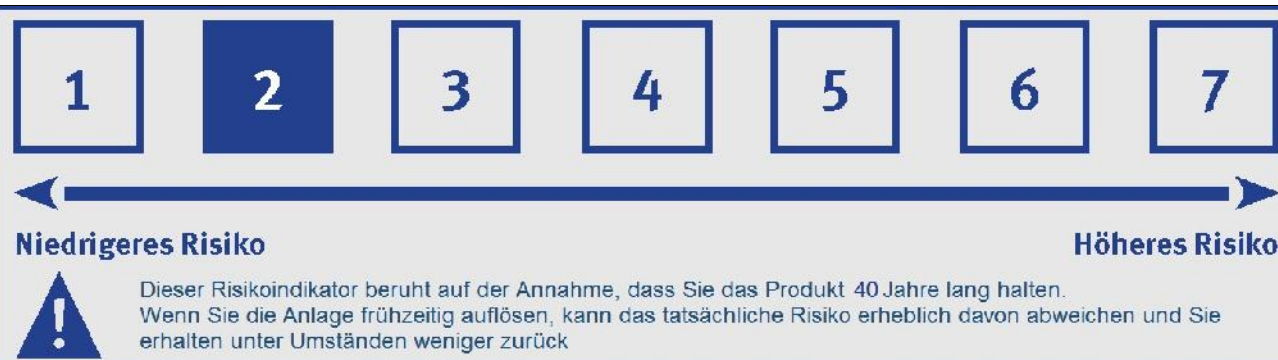 1 2 3 4 5 6 7
Niedrigeres Risiko Höheres Risiko
Dieser Risikoindikator beruht auf der Annahme, dass Sie das Produkt 40 Jahre lang halten.
Wenn Sie die Anlage frühzeitig auflösen, kann das tatsächliche Risiko erheblich davon abweichen und Sie
erhalten unter Umständen weniger zurück